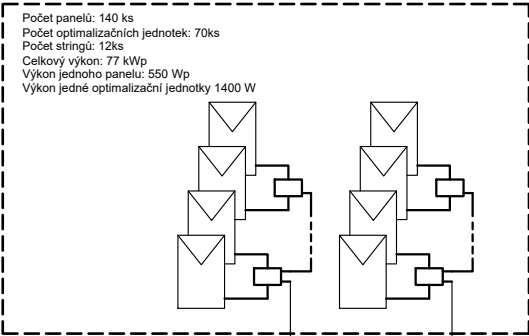 Počet panelů: 140 ks
Počet optimalizačních jednotek: 70ks
Počet stringů: 12ks
Celkový výkon: 77 kWp
Výkon jednoho panelu: 550 Wp
Výkon jedné optimalizační jednotky 1400 W